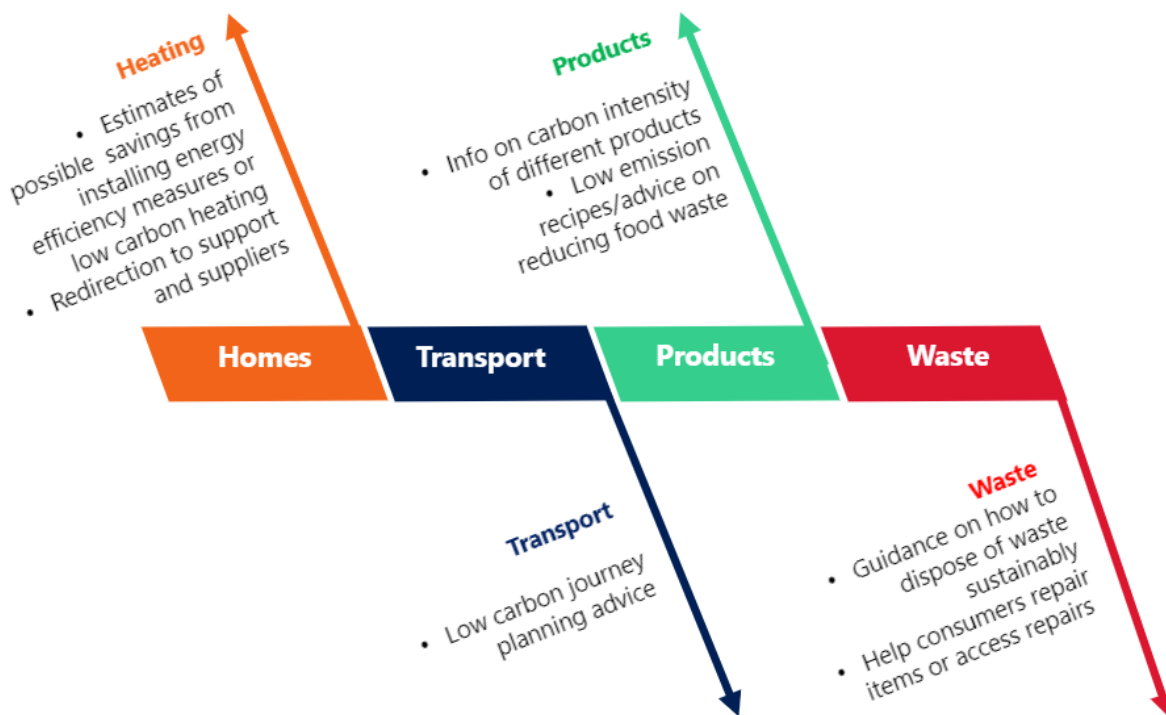 Heating
• Estimates of
possible savings from
installing energy
efficiency measures or
low carbon heating
• Redirection to support
and suppliers
Products
• Info on carbon intensity
of different products
• Low emission
recipes/advice on
reducing food waste
Homes
Transport
Products
Waste
Transport
• Low carbon journey
planning advice
Waste
• Guidance on how to
dispose of waste
sustainably
• Help consumers repair
items or access repairs